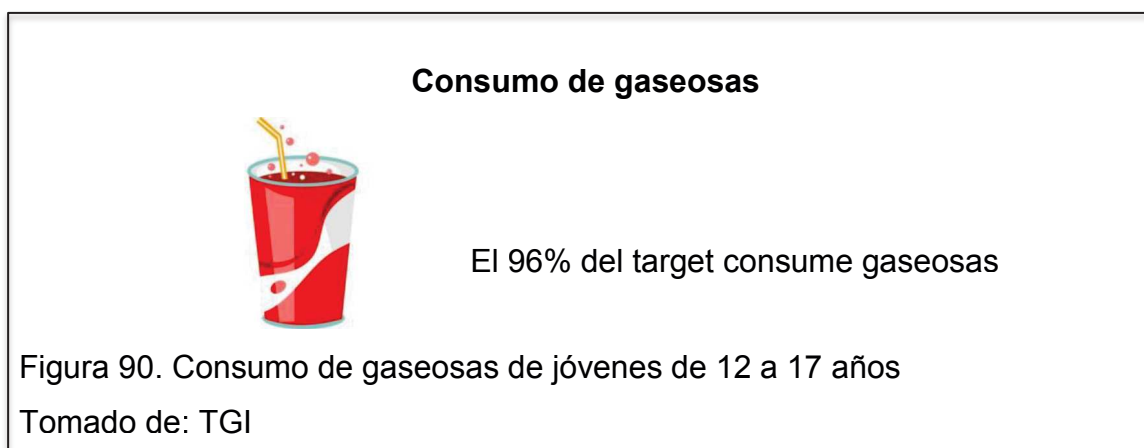 Consumo de gaseosas
El 96% del target consume gaseosas
Figura 90. Consumo de gaseosas de jóvenes de 12 a 17 años
Tomado de: TGI